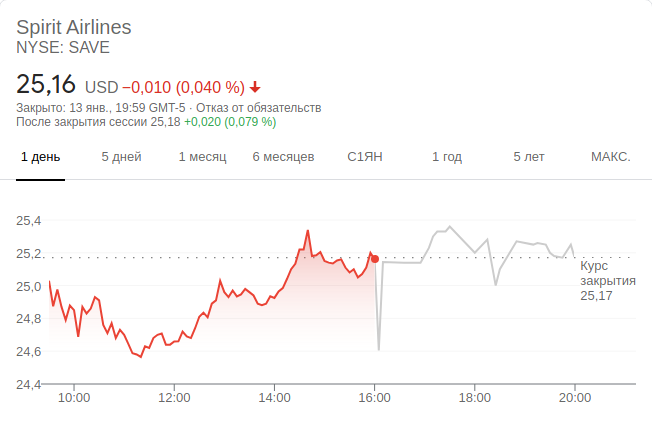 Spirit Airlines
NYSE: SAVE
25,16 USD −0,010 (0,040 %)
Закрыто: 13 янв., 19:59 GMT-5 · Отказ от обязательств
После закрытия сессии 25,18 +0,020 (0,079 %)
1 день 5 дней 1 месяц 6 месяцев С1ЯН 1 год 5 лет МАКС.
25,4
25,2
25,0
24,8
24,6
24,4
Курс
закрытия
25,17
10:00 12:00 14:00 16:00 18:00 20:00